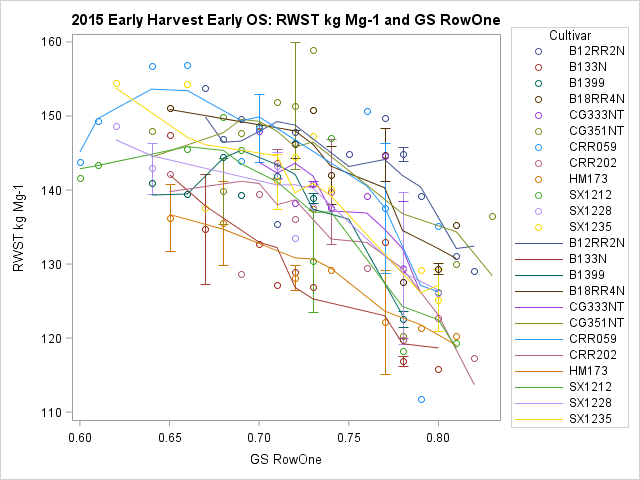 2015 Early Harvest Early OS: RWST kg Mg-1 and GS RowOne
Cultivar
B12RR2N
B133N
B1399
B18RR4N
CG333NT
CG351NT
CRR059
CRR202
HM173
SX1212
SX1228
SX1235
B12RR2N
B133N
B1399
B18RR4N
CG333NT
CG351NT
CRR059
CRR202
HM173
SX1212
SX1228
SX1235
RWST kg Mg-1
160
150
140
130
120
110
0.60 0.65 0.70 0.75 0.80
GS RowOne